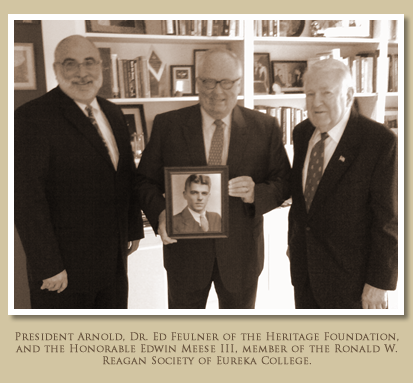 President Arnold, Dr. Ed Feulner of the Heritage Foundation,
and the Honorable Edwin Meese III, member of the Ronald W.
Reagan Society of Eureka College.